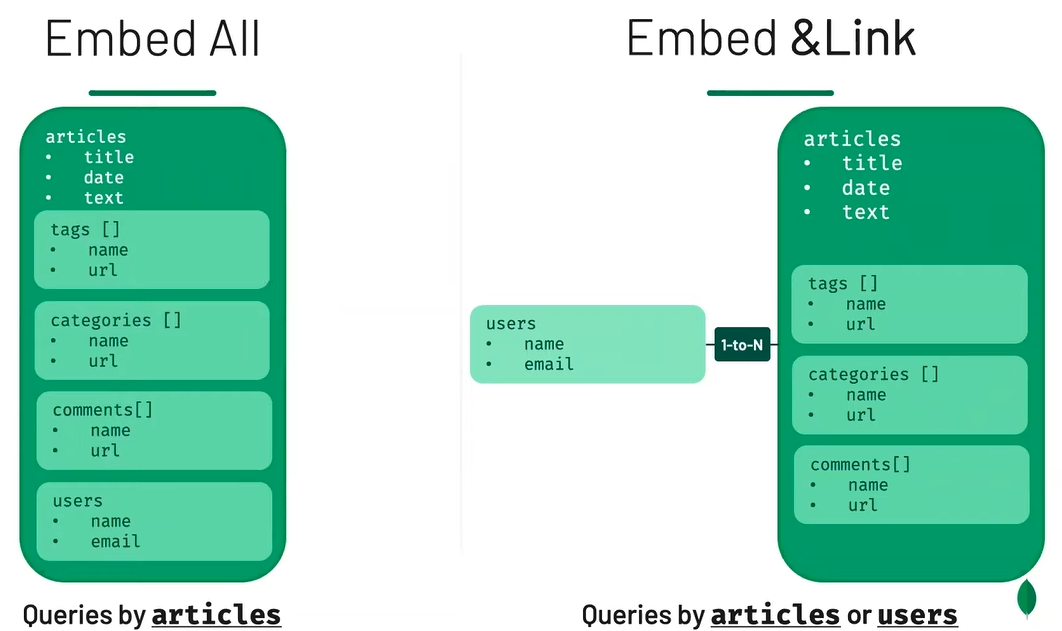 Embed All
articles
• title
• date
• text
tags []
• name
• url
categories []
• name
• url
comments[]
• name
• url
users
• name
• email
Queries by articles
Embed &Link
users
• name
• email
1-to-N
articles
• title
• date
• text
tags []
• name
• url
categories []
• name
• url
comments[]
• name
• url
Queries by articles or users